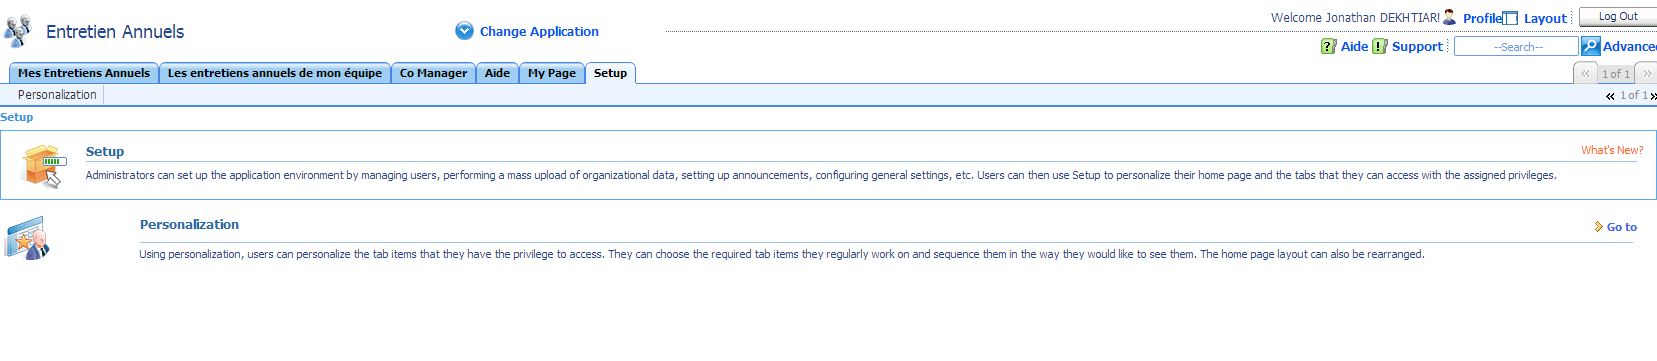 Welcome Jonathan DEKHTIAR! Profile Layout Log Out
Entretien Annuels Change Application
Aide Support --Search-- Advance
Mes Entretiens Annuels Les entretiens annuels de mon équipe Co Manager Aide My Page Setup « 1 of 1 »
Personalization « 1 of 1 »
Setup
Setup What's New?
Administrators can set up the application environment by managing users, performing a mass upload of organizational data, setting up announcements, configuring general settings, etc. Users can then use Setup to personalize their home page and the tabs that they can access with the assigned privileges.
Personalization Go to
Using personalization, users can personalize the tab items that they have the privilege to access. They can choose the required tab items they regularly work on and sequence them in the way they would like to see them. The home page layout can also be rearranged.